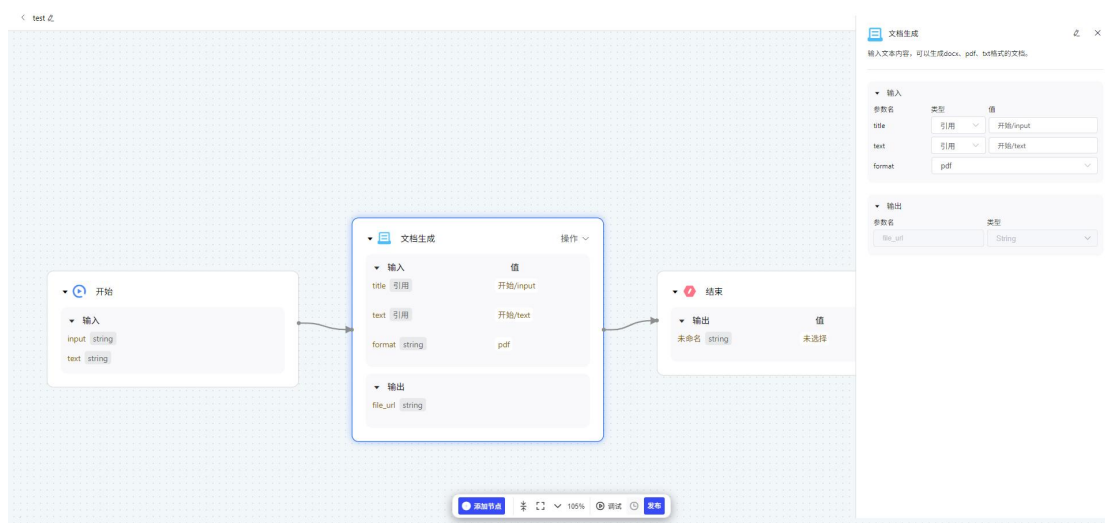 test
文档生成
输入文本内容，可以生成docx、pdf、txt格式的文档。
输入
参数名 类型 值
title 引用 开始/input
text 引用 开始/text
format pdf
输出
参数名 类型
file_url String
开始
输入
input string
text string
文档生成 操作
输入 值
title 引用 开始/input
text 引用 开始/text
format string pdf
输出
file_url string
结束
输出 值
未命名 string 未选择
添加节点 105% 调试 发布